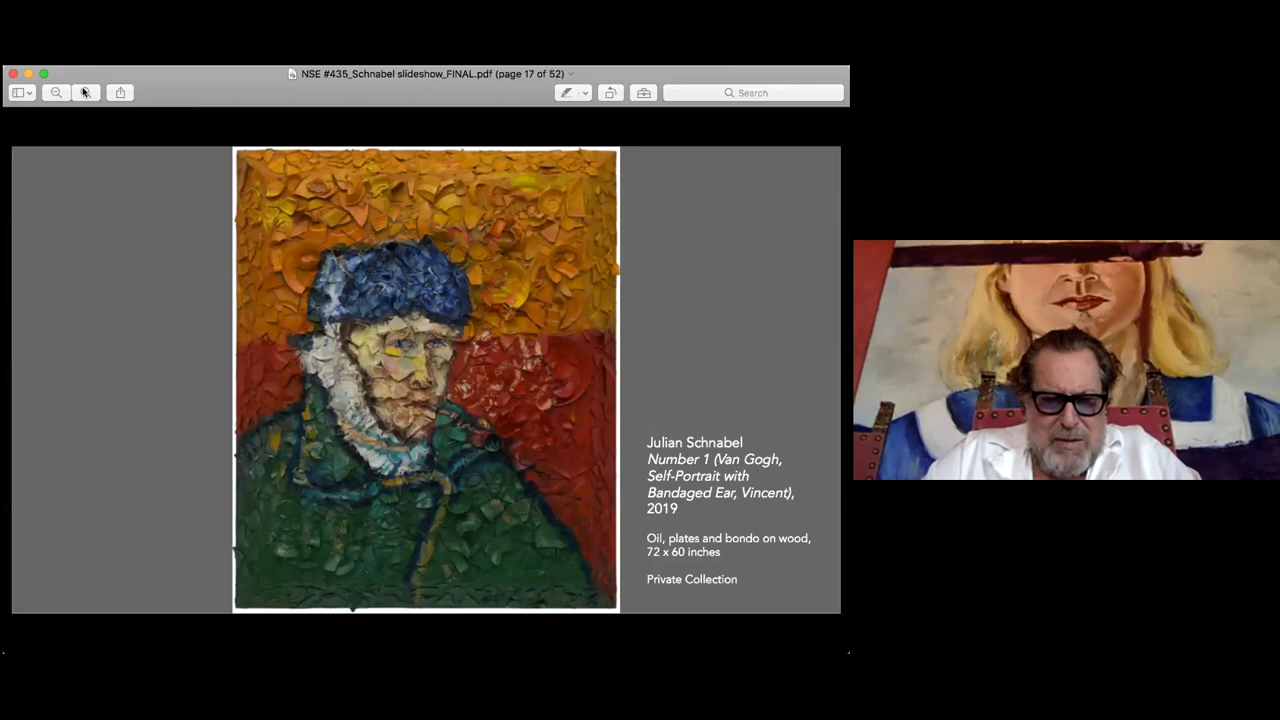 NSE #435_Schnabel slideshow_FINAL.pdf (page 17 of 52)
Search
Julian Schnabel
Number 1 (Van Gogh,
Self-Portrait with
Bandaged Ear, Vincent),
2019
Oil, plates and bondo on wood,
72 x 60 inches
Private Collection